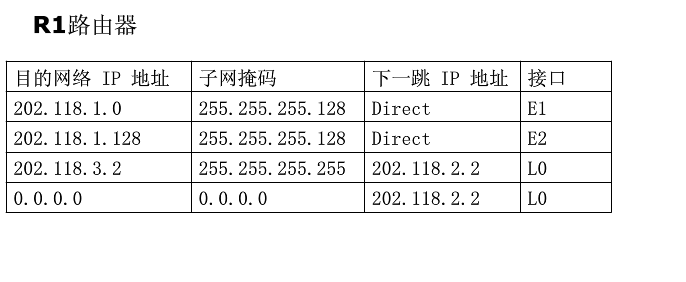 R1路由器
目的网络 IP 地址 子网掩码 下一跳 IP 地址 接口
202.118.1.0 255.255.255.128 Direct E1
202.118.1.128 255.255.255.128 Direct E2
202.118.3.2 255.255.255.255 202.118.2.2 L0
0.0.0.0 0.0.0.0 202.118.2.2 L0